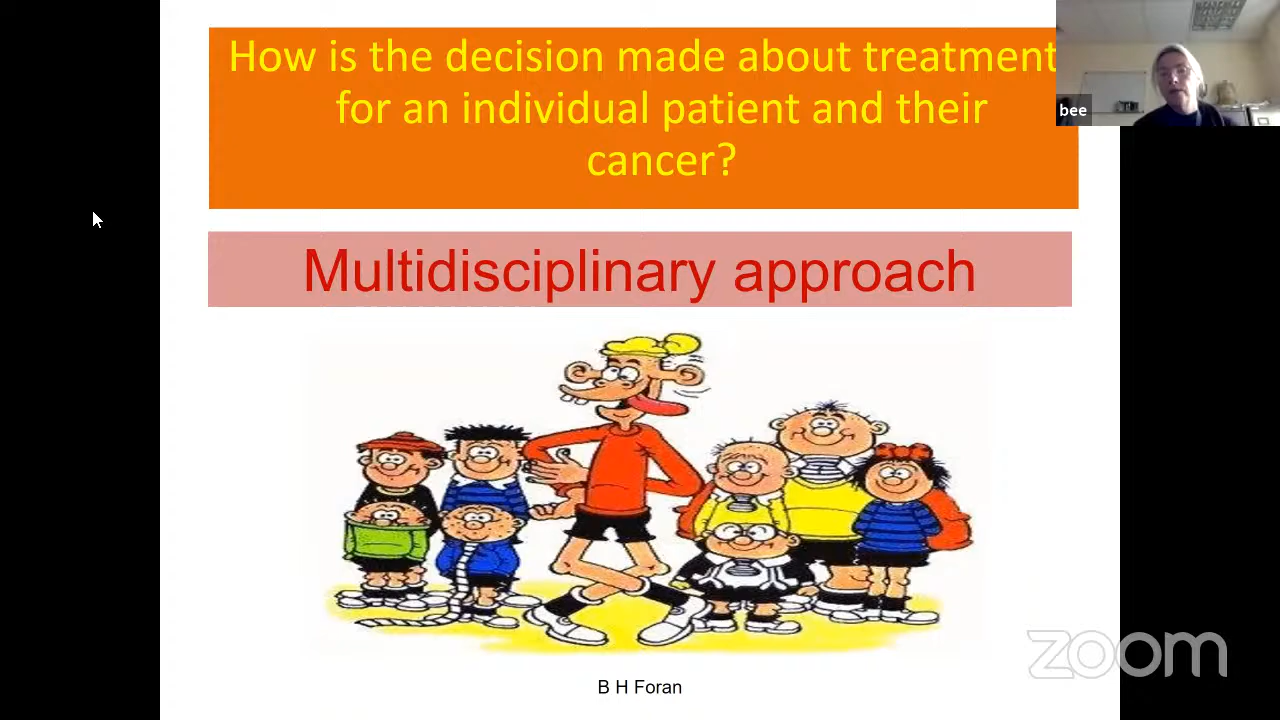 How is the decision made about treatment
for an individual patient and their
cancer?
bee
Multidisciplinary approach
zoom
B H Foran